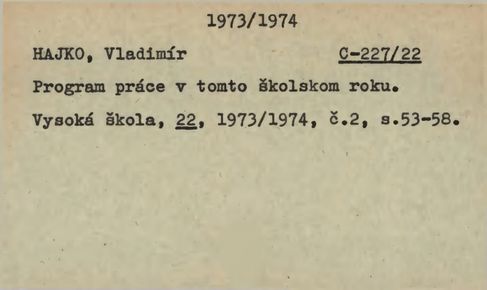 1973/1974
HAJKO, Vladimír C-227/22
Program práce v tomto školskom roku.
Vysoká škola, 22, 1973/1974, č.2, s.53-58.